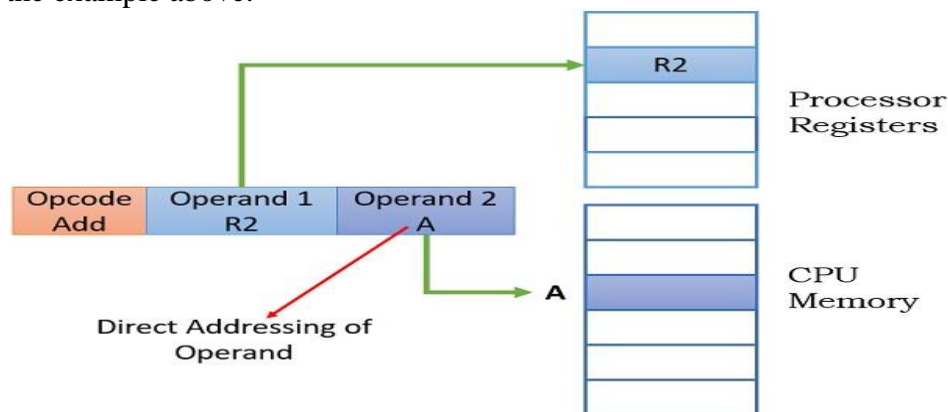 the example above.
R2
Processor
Registers
Opcode Operand 1 Operand 2
Add R2 A
A
CPU
Memory
Direct Addressing of
Operand